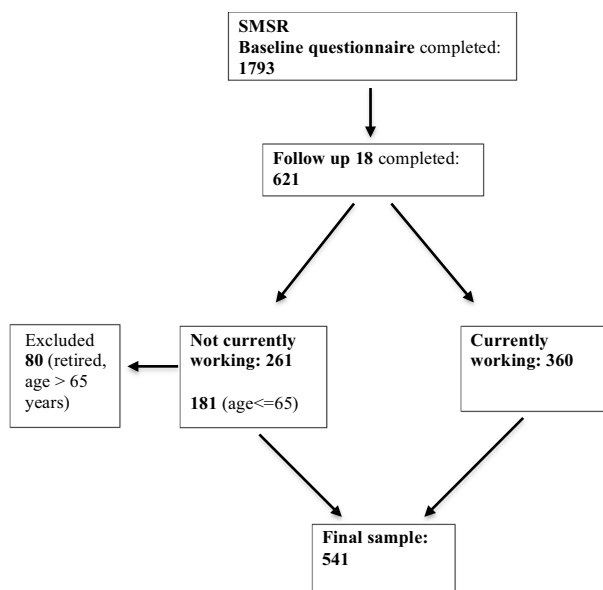 SMSR
Baseline questionnaire completed:
1793
Follow up 18 completed:
621
Excluded
80 (retired,
age > 65
years)
Not currently
working: 261
181 (age<=65)
Currently
working: 360
Final sample:
541